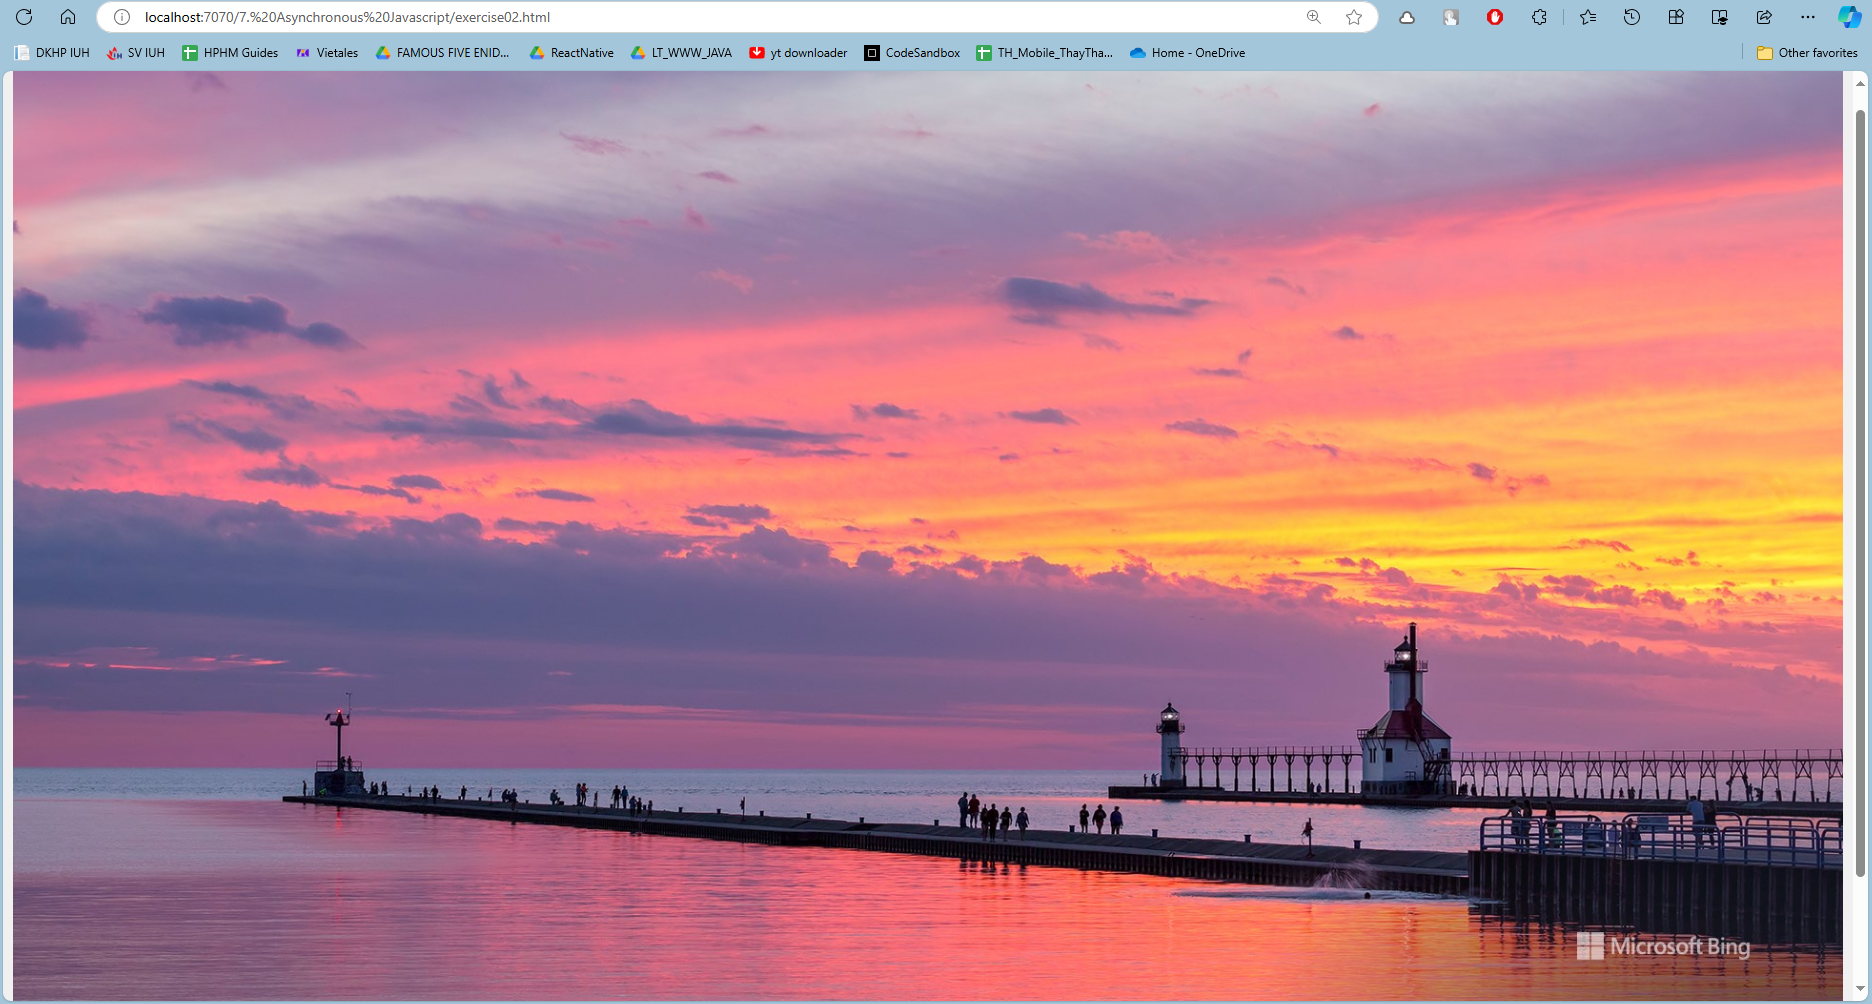 localhost:7070/7.%20Asynchronous%20Javascript/exercise02.html
DKHP IUH SV IUH HPHM Guides Vietales FAMOUS FIVE ENID... ReactNative LT_WWW_JAVA yt downloader CodeSandbox TH_Mobile_ThayTha... Home - OneDrive Other favorites
Microsoft Bing